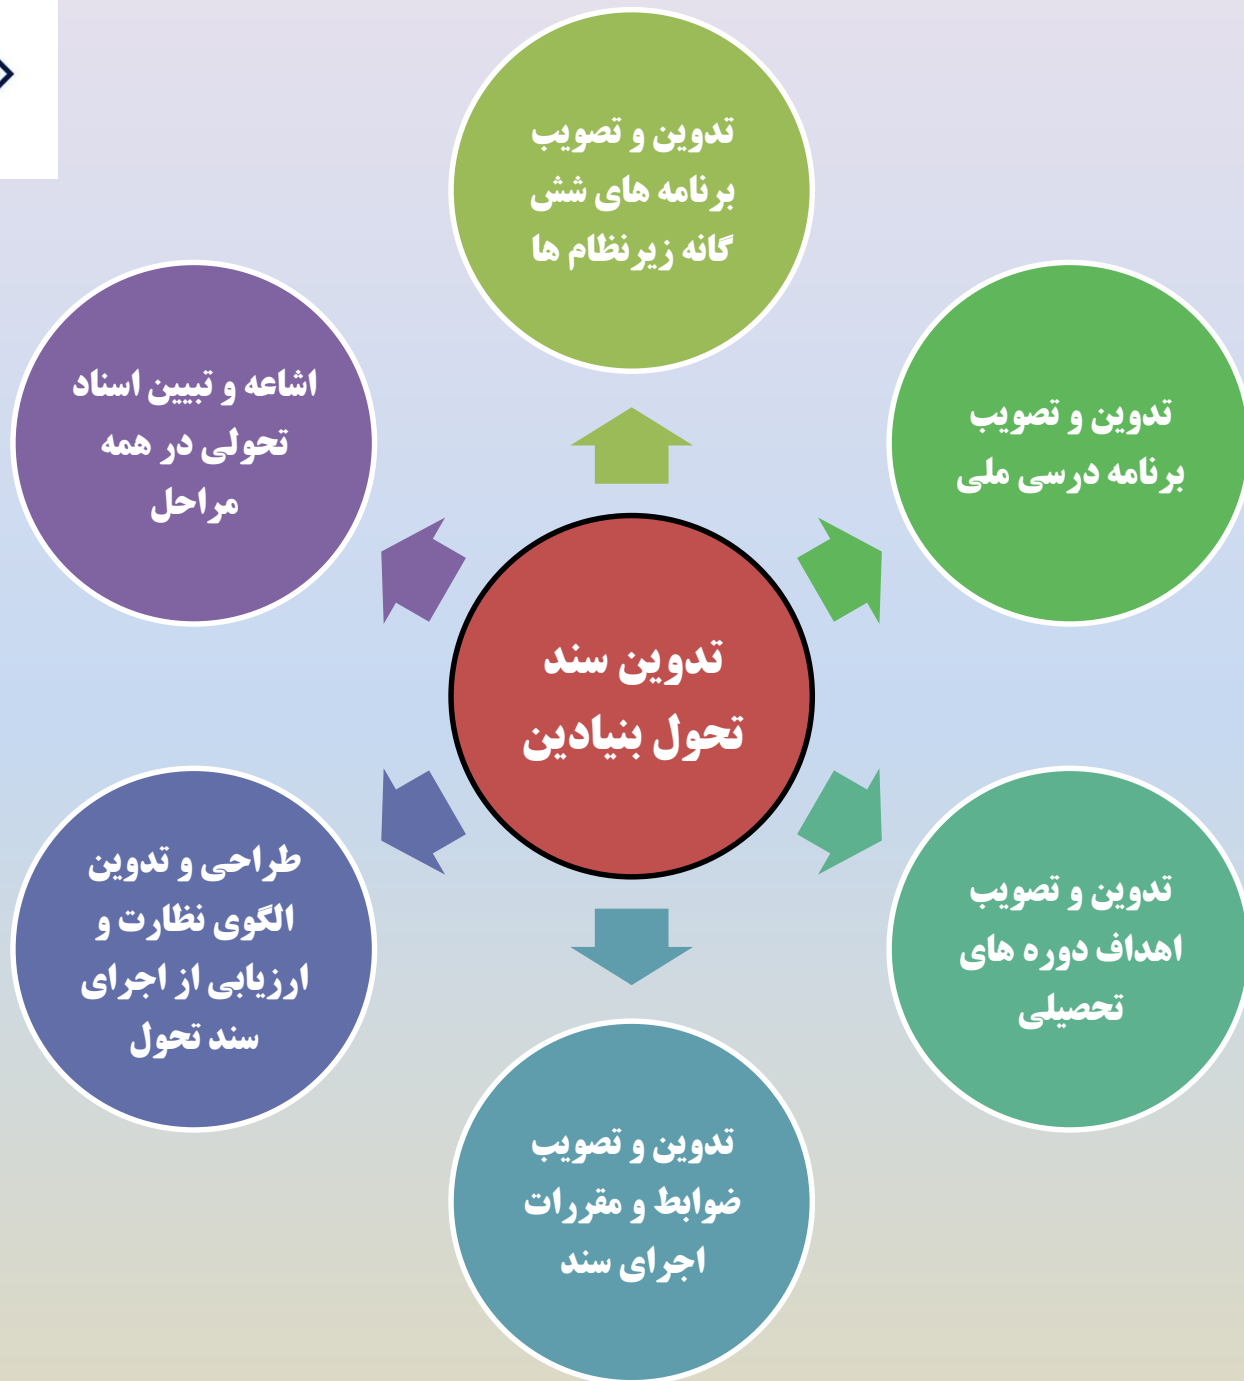 تدوین و تصویب
برنامه های شش
گانه زیرنظام ها
تدوین و تصویب
برنامه درسی ملی
تدوین و تصویب
اهداف دوره های
تحصیلی
تدوین و تصویب
ضوابط و مقررات
اجرای سند
طراحی و تدوین
الگوی نظارت و
ارزیابی از اجرای
سند تحول
اشاعه و تبیین اسناد
تحولی در همه
مراحل
تدوین سند
تحول بنیادین